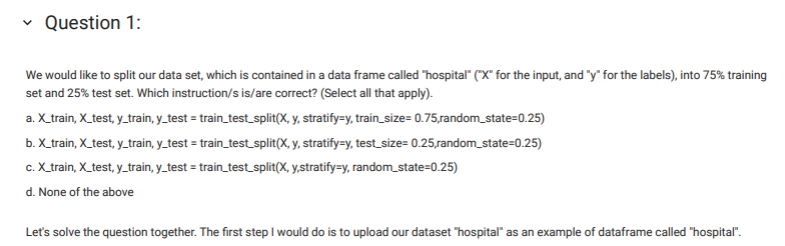 Question 1:
We would like to split our data set, which is contained in a data frame called "hospital" ("X" for the input, and "y" for the labels), into 75% training
set and 25% test set. Which instruction/s is/are correct? (Select all that apply).
a. X_train, X_test, y_train, y_test = train_test_split(X, y, stratify=y, train_size= 0.75,random_state=0.25)
b. X_train, X_test, y_train, y_test = train_test_split(X, y, stratify=y, test_size= 0.25,random_state=0.25)
c. X_train, X_test, y_train, y_test = train_test_split(X, y,stratify=y, random_state=0.25)
d. None of the above
Let's solve the question together. The first step I would do is to upload our dataset "hospital" as an example of dataframe called "hospital".